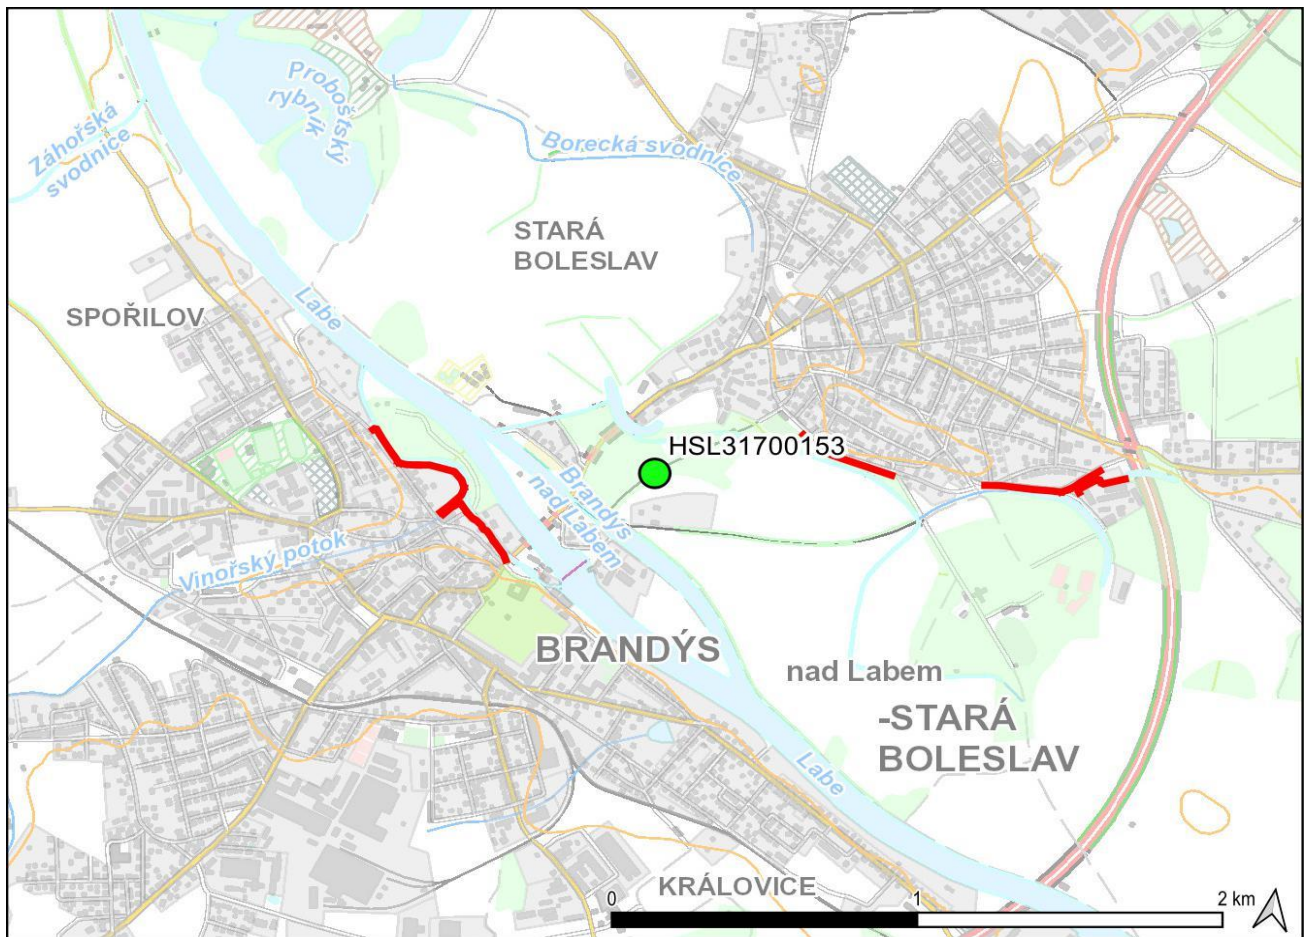 Proboštský
rybník
Záhořská
svodnice
Borecká svodnice
STARÁ
BOLESLAV
SPOŘILOV
Labe
HSL31700153
Brandýs
nad Labem
Vinořský potok
BRANDÝS
nad Labem
-STARÁ
BOLESLAV
Labe
KRÁLOVICE
0 1 2 km